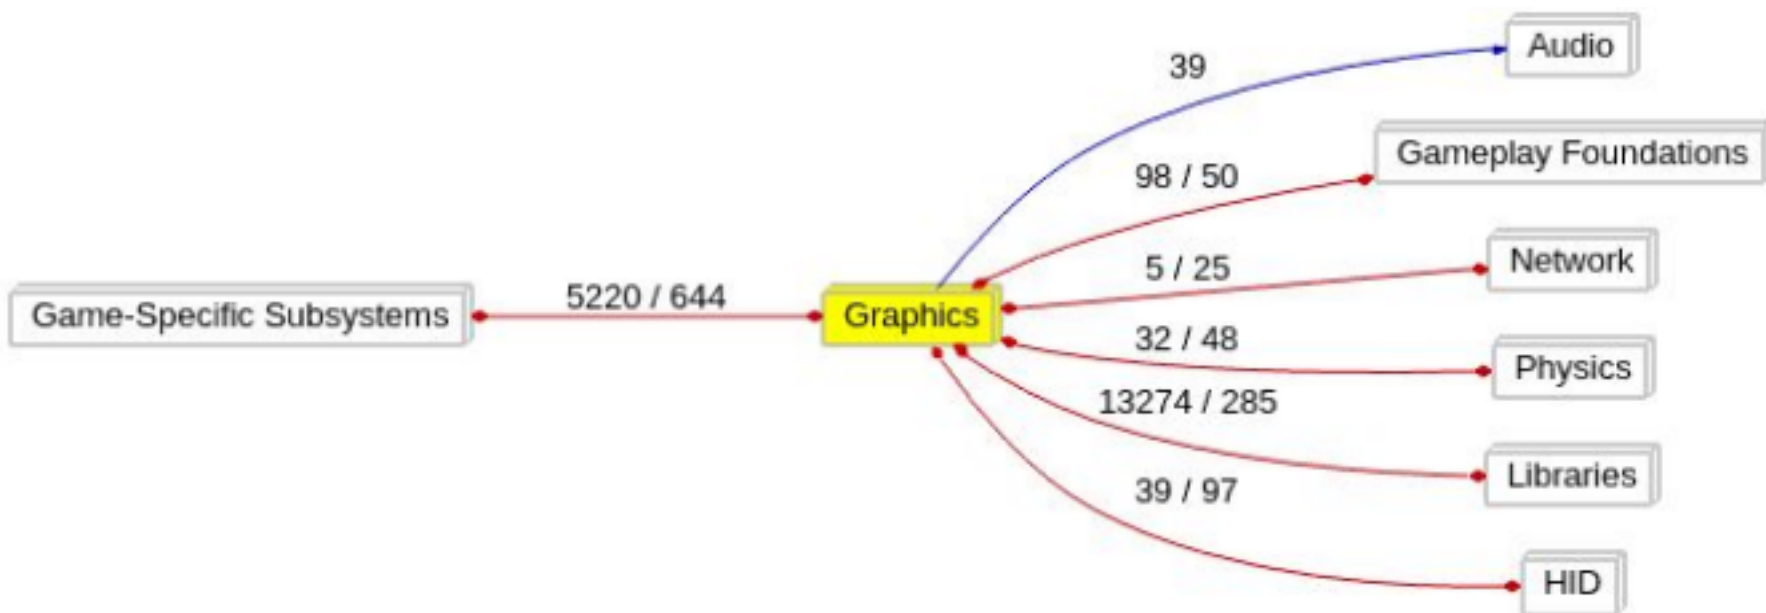 Audio
39
Gameplay Foundations
98 / 50
Network
5 / 25
Game-Specific Subsystems
5220 / 644
Graphics
32 / 48
Physics
13274 / 285
Libraries
39 / 97
HID